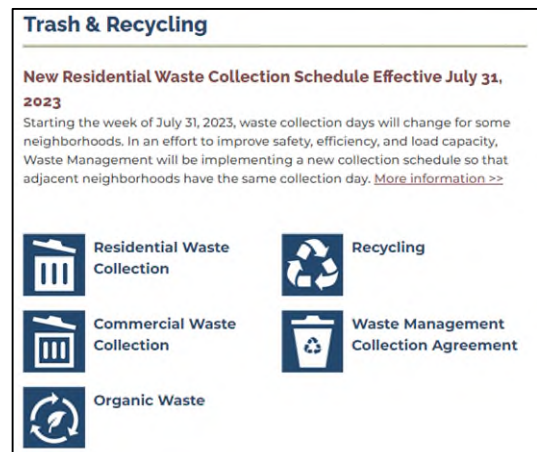 Trash & Recycling
New Residential Waste Collection Schedule Effective July 31,
2023
Starting the week of July 31, 2023, waste collection days will change for some
neighborhoods. In an effort to improve safety, efficiency, and load capacity,
Waste Management will be implementing a new collection schedule so that
adjacent neighborhoods have the same collection day. More information >>
Residential Waste
Collection
Recycling
Commercial Waste
Collection
Waste Management
Collection Agreement
Organic Waste